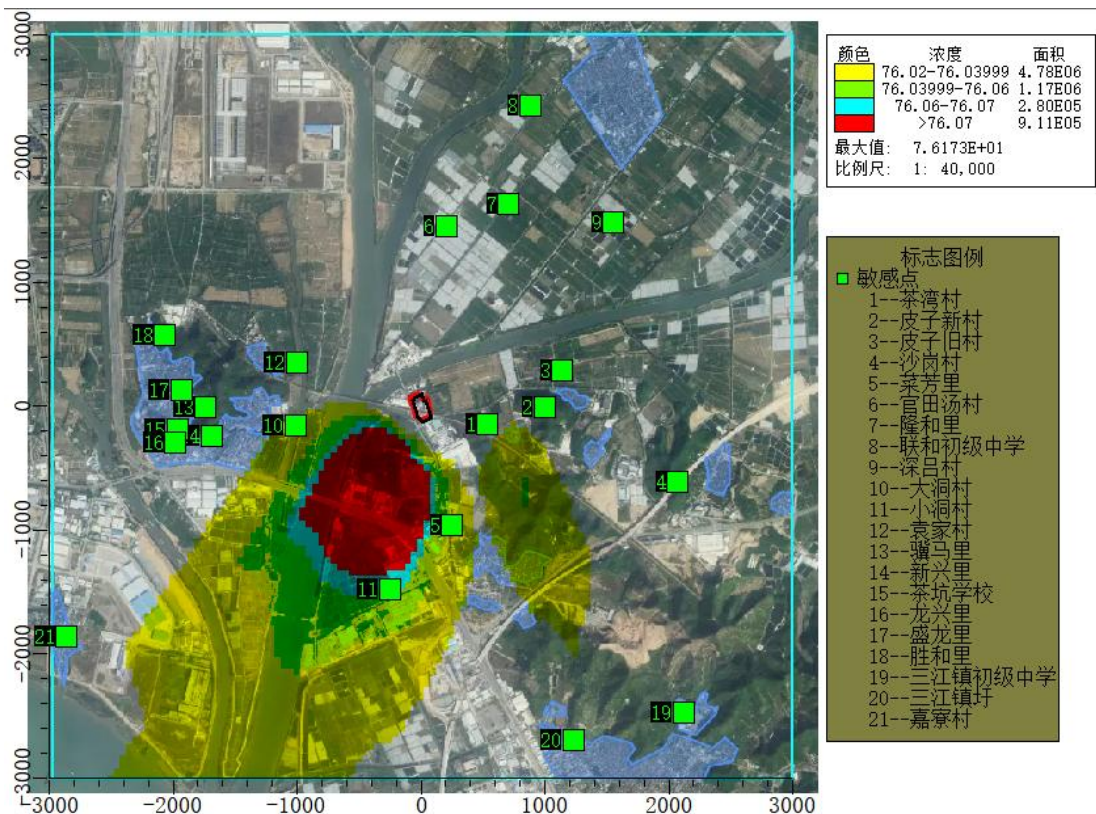 颜色 浓度 面积
76.02-76.03999 4.78E06
76.03999-76.06 1.17E06
76.06-76.07 2.80E05
>76.07 9.11E05
最大值: 7.6173E+01
比例尺: 1: 40,000
标志图例
敏感点
1--茶湾村
2--皮子新村
3--皮子旧村
4--沙岗村
5--菜芳里
6--官田汤村
7--隆和里
8--联和初级中学
9--深吕村
10--大洞村
11--小洞村
12--袁家村
13--骥马里
14--新兴里
15--茶坑学校
16--龙兴里
17--盛龙里
18--胜和里
19--三江镇初级中学
20--三江镇圩
21--嘉寮村
3000
2000
1000
0
-1000
-2000
-3000
-3000 -2000 -1000 0 1000 2000 3000
8
7
6
9
18
12
3
17
13
2
10
1
15
14
16
4
5
11
21
19
20